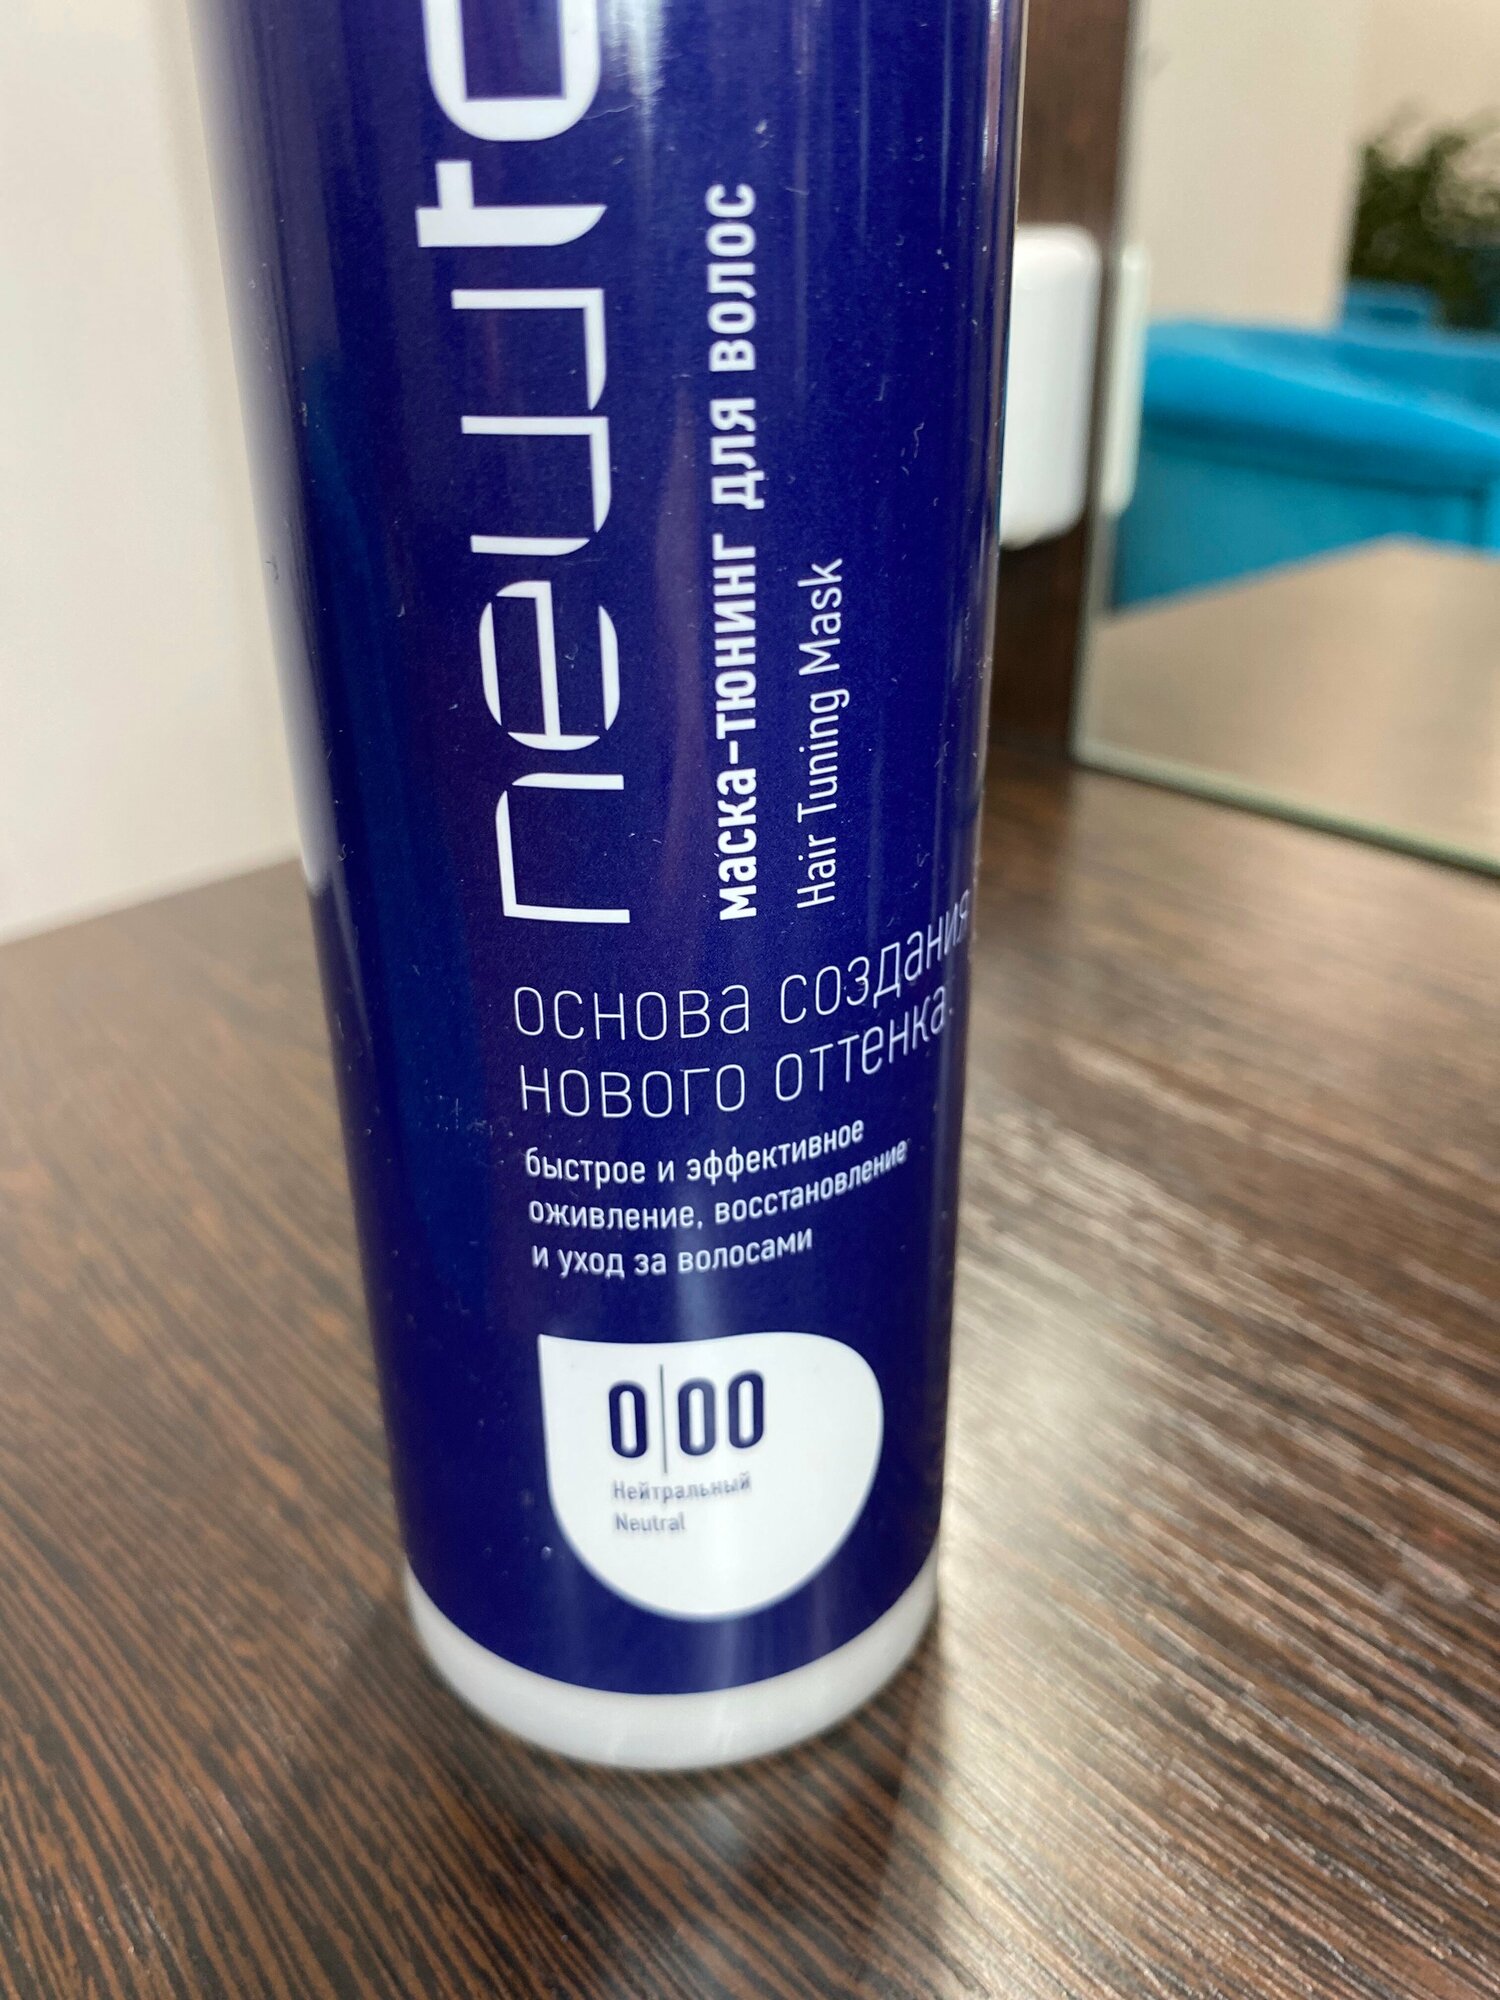 newto
маска-тюнинг для волос
Hair Tuning Mask
основа создания
нового оттенка:
быстрое и эффективное
оживление, восстановление
и уход за волосами
0|00
Нейтральный
Neutral